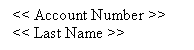 << Account Number >>
<< Last Name >>